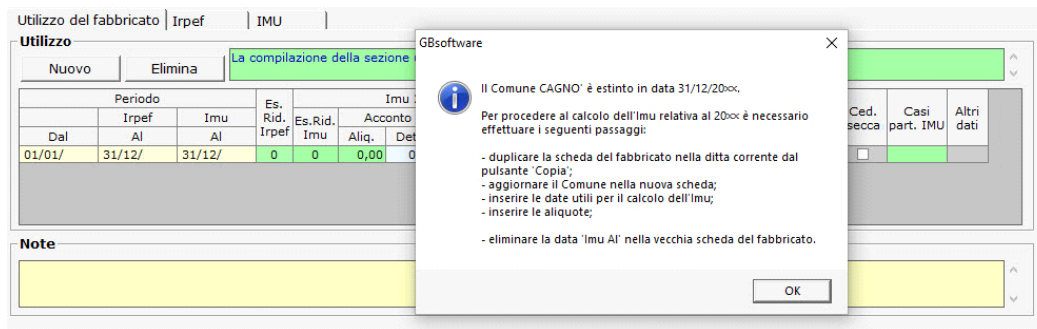 Utilizzo del fabbricato Irpef IMU
Utilizzo
Nuovo Elimina La compilazione della sezione
Periodo Es. Rid. Irpef Imu
Irpef Imu Es.Rid. Imu Acconto
Dal Al Al Aliq. Det
01/01/ 31/12/ 31/12/ 0 0 0,00 0
Ced. secca Casi part. IMU Altri dati
Note
GBsoftware
Il Comune CAGNO' è estinto in data 31/12/20xx.
Per procedere al calcolo dell'Imu relativa al 20xx è necessario
effettuare i seguenti passaggi:
- duplicare la scheda del fabbricato nella ditta corrente dal
pulsante 'Copia';
- aggiornare il Comune nella nuova scheda;
- inserire le date utili per il calcolo dell'Imu;
- inserire le aliquote;
- eliminare la data 'Imu Al' nella vecchia scheda del fabbricato.
OK